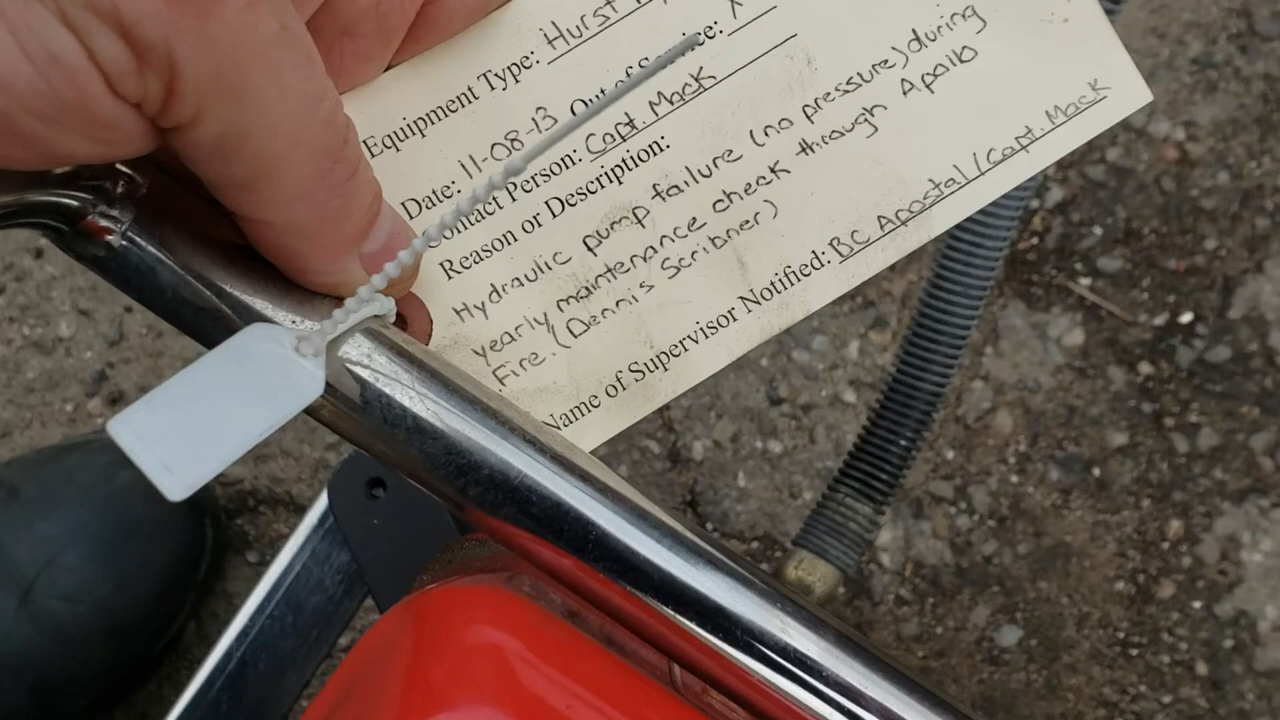 Equipment Type: Hurst
Date: 11-08-13 Out of Service: X
Contact Person: Capt. Mack
Reason or Description:
Hydraulic pump failure (no pressure) during
yearly maintenance check through Apollo
Fire. (Dennis Scribner)
Name of Supervisor Notified: BC Apostal / Capt. Mack